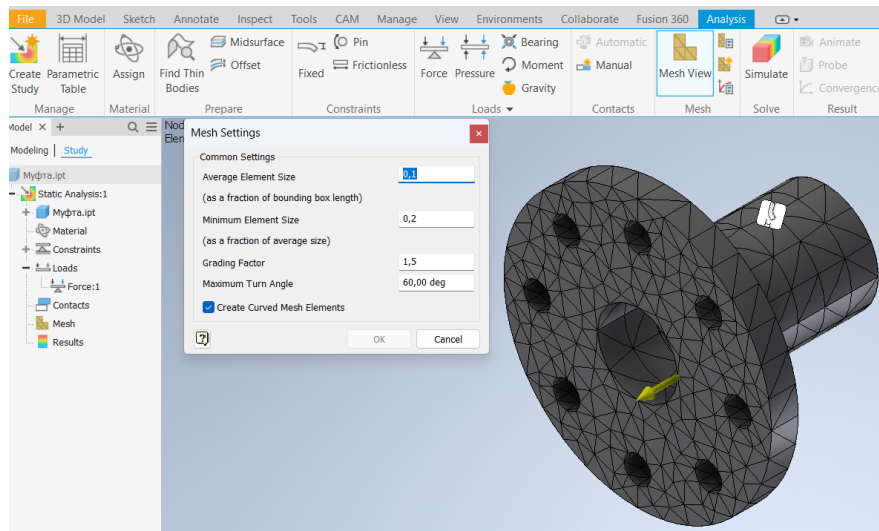 File 3D Model Sketch Annotate Inspect Tools CAM Manage View Environments Collaborate Fusion 360 Analysis
Midsurface Pin Bearing Automatic Animate
Offset Frictionless Moment Manual Probe
Create Parametric Assign Find Thin Fixed Force Pressure Gravity Mesh View Simulate Convergence
Study Table Bodies
Manage Material Prepare Constraints Loads Contacts Mesh Solve Result
Model × +
Modeling | Study
Муфта.ipt
Static Analysis:1
Муфта.ipt
Material
Constraints
Loads
Force:1
Contacts
Mesh
Results
Nod
Elen
Mesh Settings
Common Settings
Average Element Size 0,1
(as a fraction of bounding box length)
Minimum Element Size 0,2
(as a fraction of average size)
Grading Factor 1,5
Maximum Turn Angle 60,00 deg
Create Curved Mesh Elements
OK Cancel